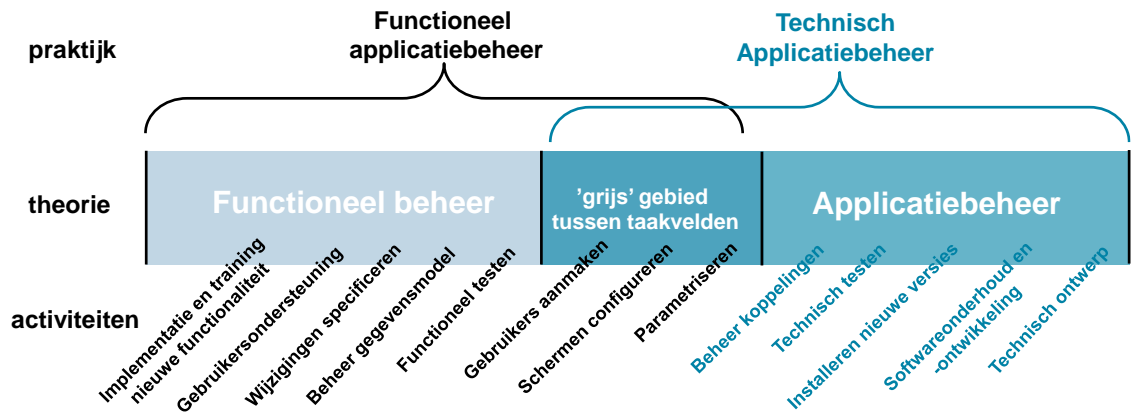 praktijk
Functioneel
applicatiebeheer
Technisch
Applicatiebeheer
theorie
Functioneel beheer
’grijs’ gebied
tussen taakvelden
Applicatiebeheer
activiteiten
Implementatie en training
nieuwe functionaliteit
Gebruikersondersteuning
Wijzigingen specificeren
Beheer gegevensmodel
Functioneel testen
Gebruikers aanmaken
Schermen configureren
Parametriseren
Beheer koppelingen
Technisch testen
Installeren nieuwe versies
Softwareonderhoud en
-ontwikkeling
Technisch ontwerp